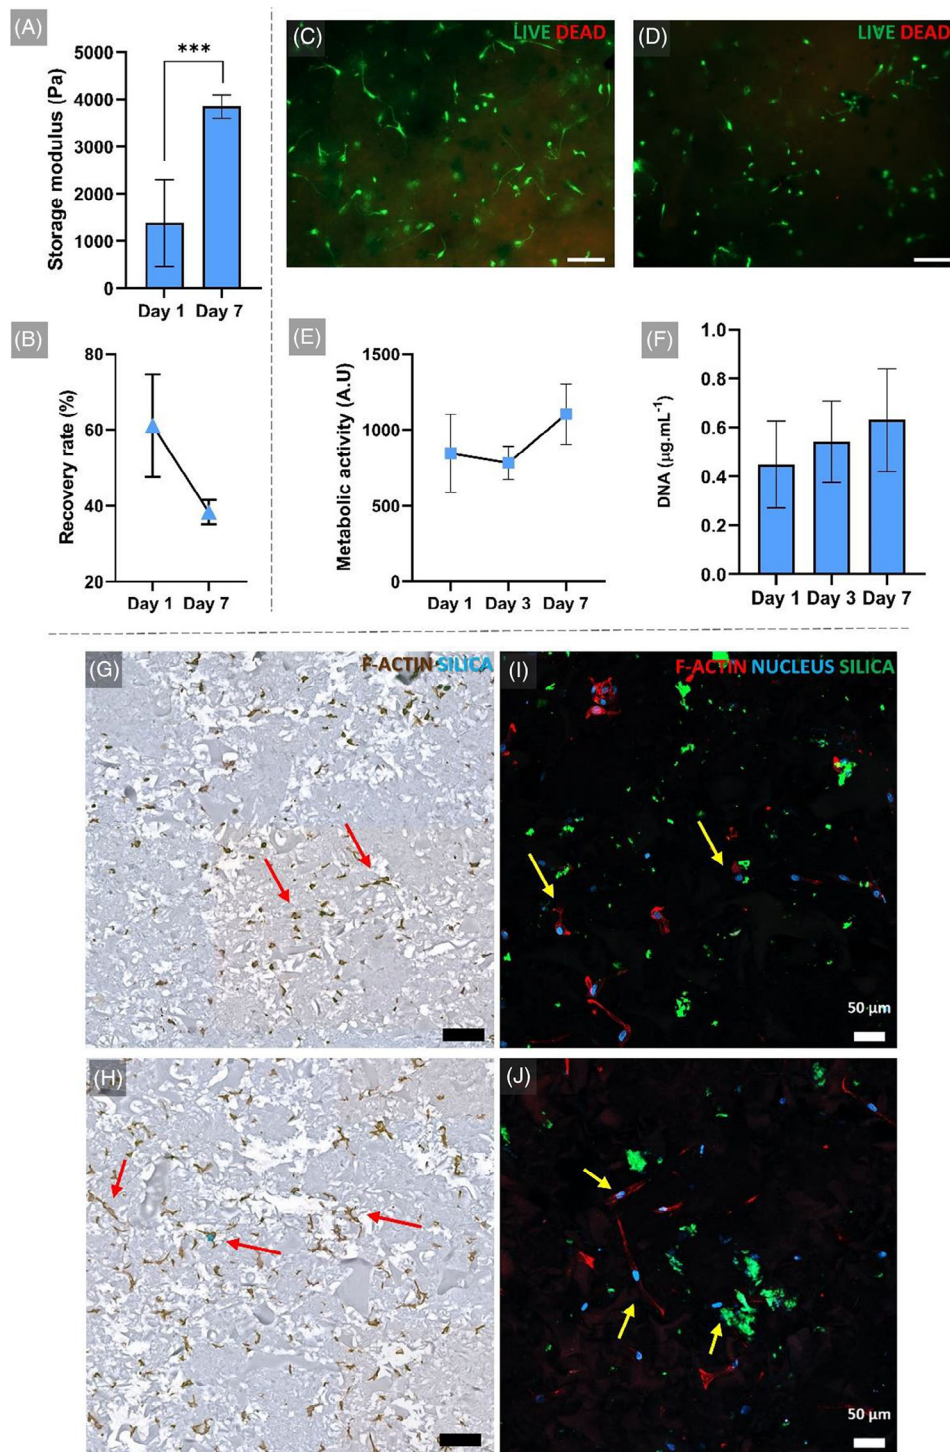 (A)
***
Storage modulus (Pa)
5000
4000
3000
2000
1000
0
Day 1 Day 7
(B)
Recovery rate (%)
80
60
40
20
Day 1 Day 7
(C)
LIVE DEAD
(D)
LIVE DEAD
(E)
Metabolic activity (A.U)
1500
1000
500
0
Day 1 Day 3 Day 7
(F)
DNA (µg.mL⁻¹)
1.0
0.8
0.6
0.4
0.2
0.0
Day 1 Day 3 Day 7
(G)
F-ACTIN SILICA
(I)
F-ACTIN NUCLEUS SILICA
50 µm
(H)
(J)
50 µm